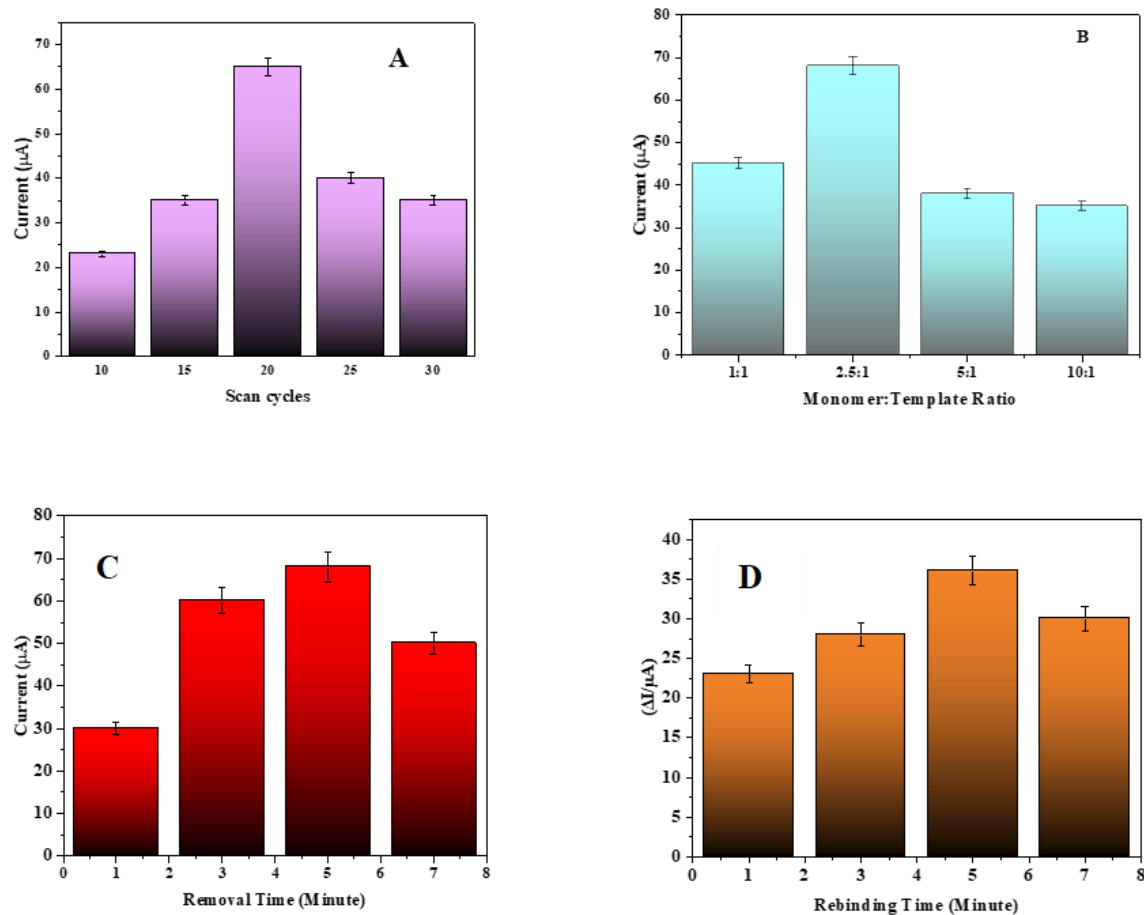 A
Current (µA)
70
60
50
40
30
20
10
0
10 15 20 25 30
Scan cycles
B
Current (µA)
80
70
60
50
40
30
20
10
0
1:1 2.5:1 5:1 10:1
Monomer:Template Ratio
C
Current (µA)
80
70
60
50
40
30
20
10
0
0 1 2 3 4 5 6 7 8
Removal Time (Minute)
D
(ΔI/µA)
40
35
30
25
20
15
10
5
0
0 1 2 3 4 5 6 7 8
Rebinding Time (Minute)